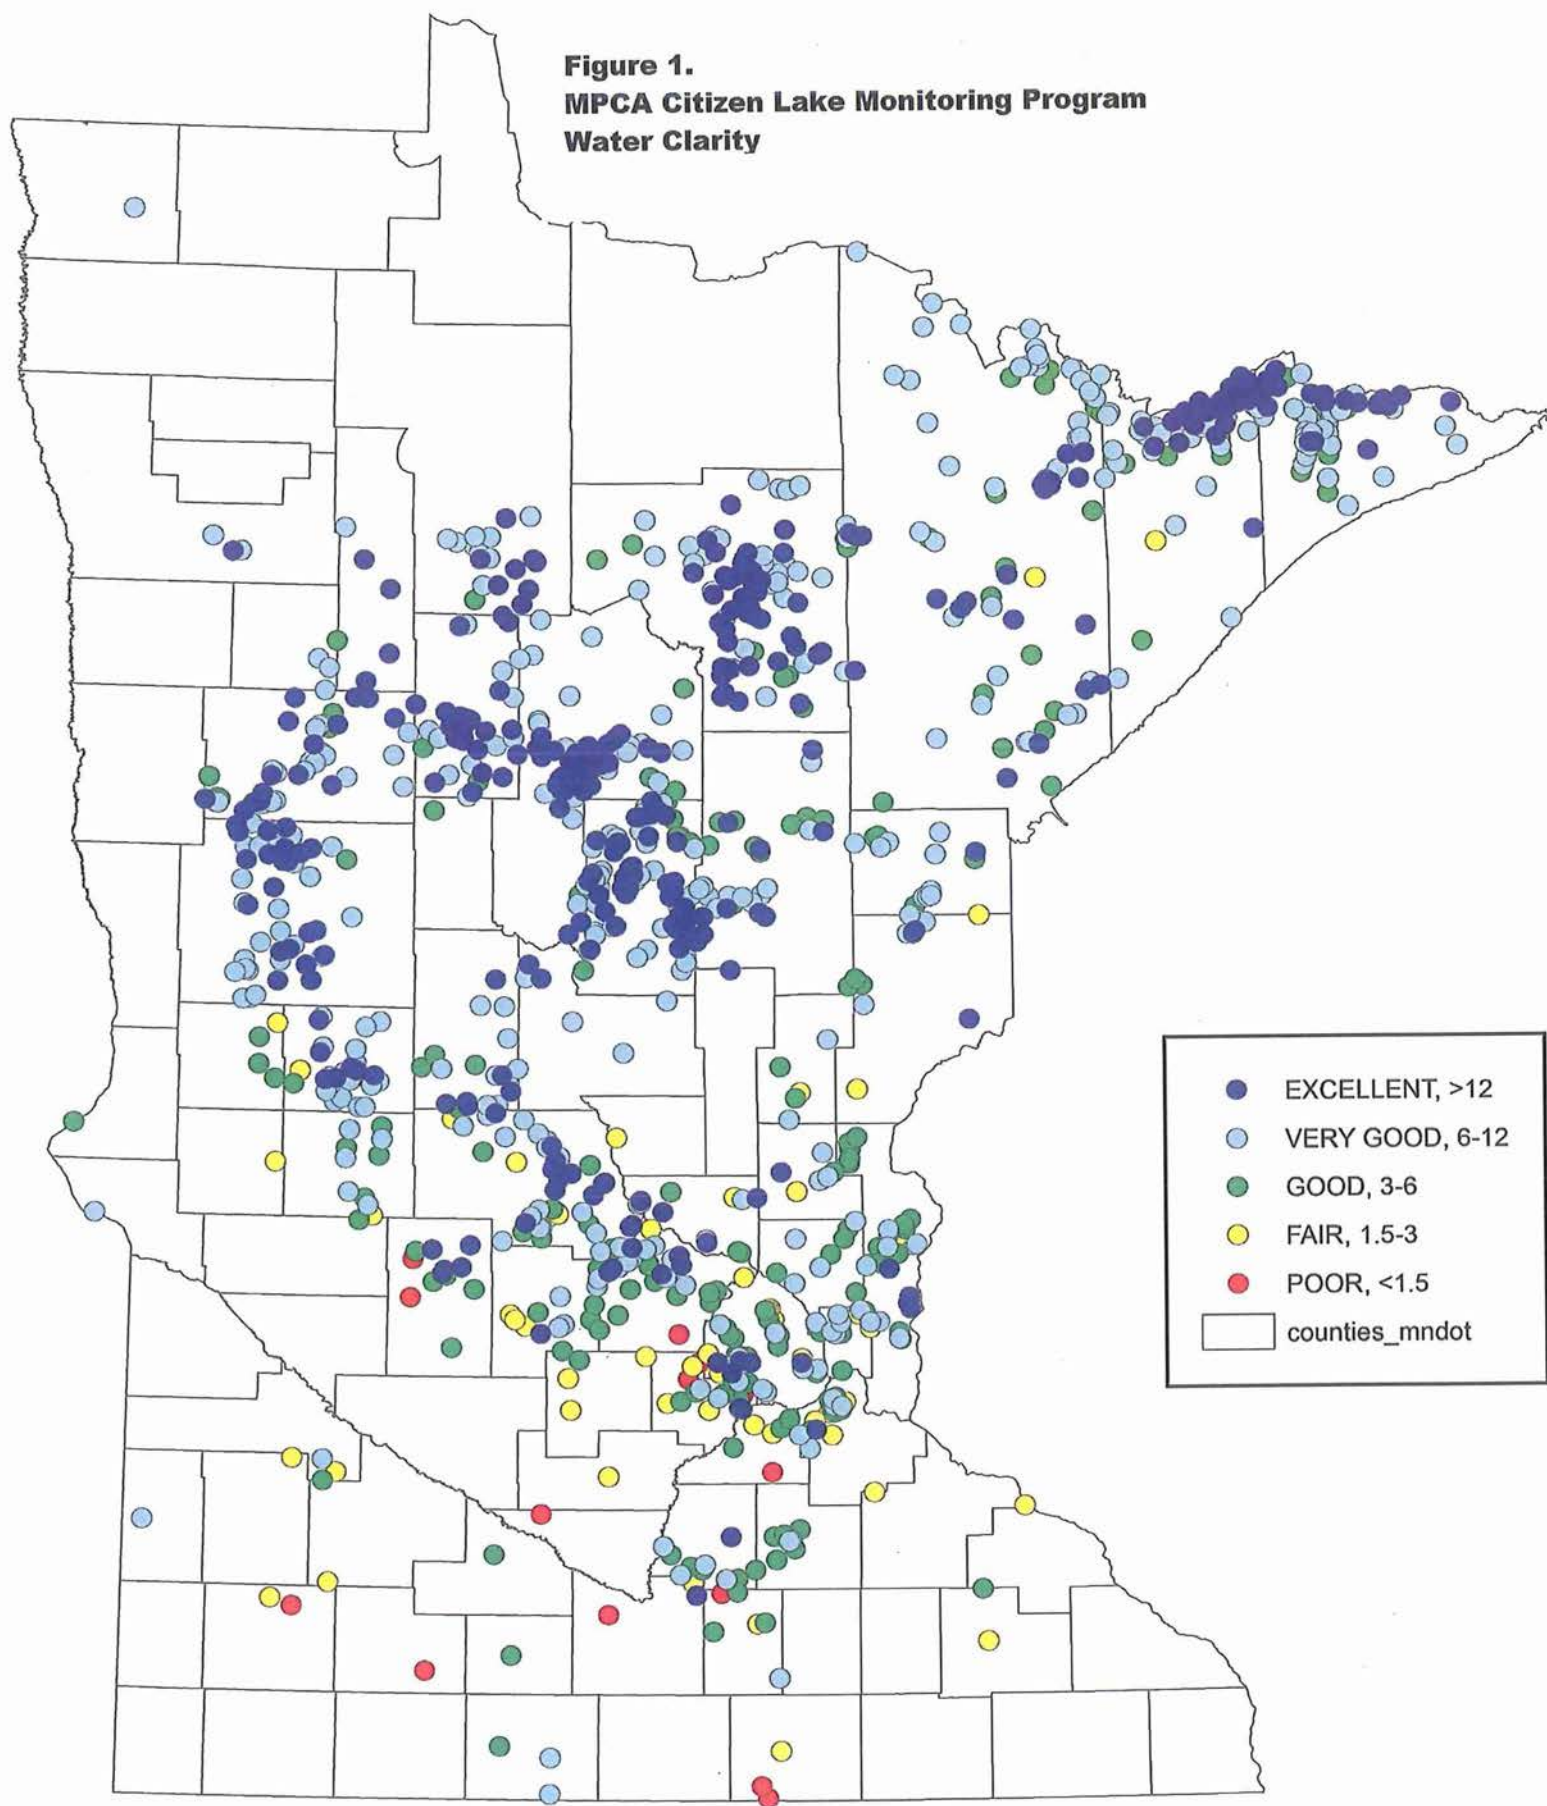 Figure 1.
MPCA Citizen Lake Monitoring Program
Water Clarity
EXCELLENT, >12
VERY GOOD, 6-12
GOOD, 3-6
FAIR, 1.5-3
POOR, <1.5
counties_mndot